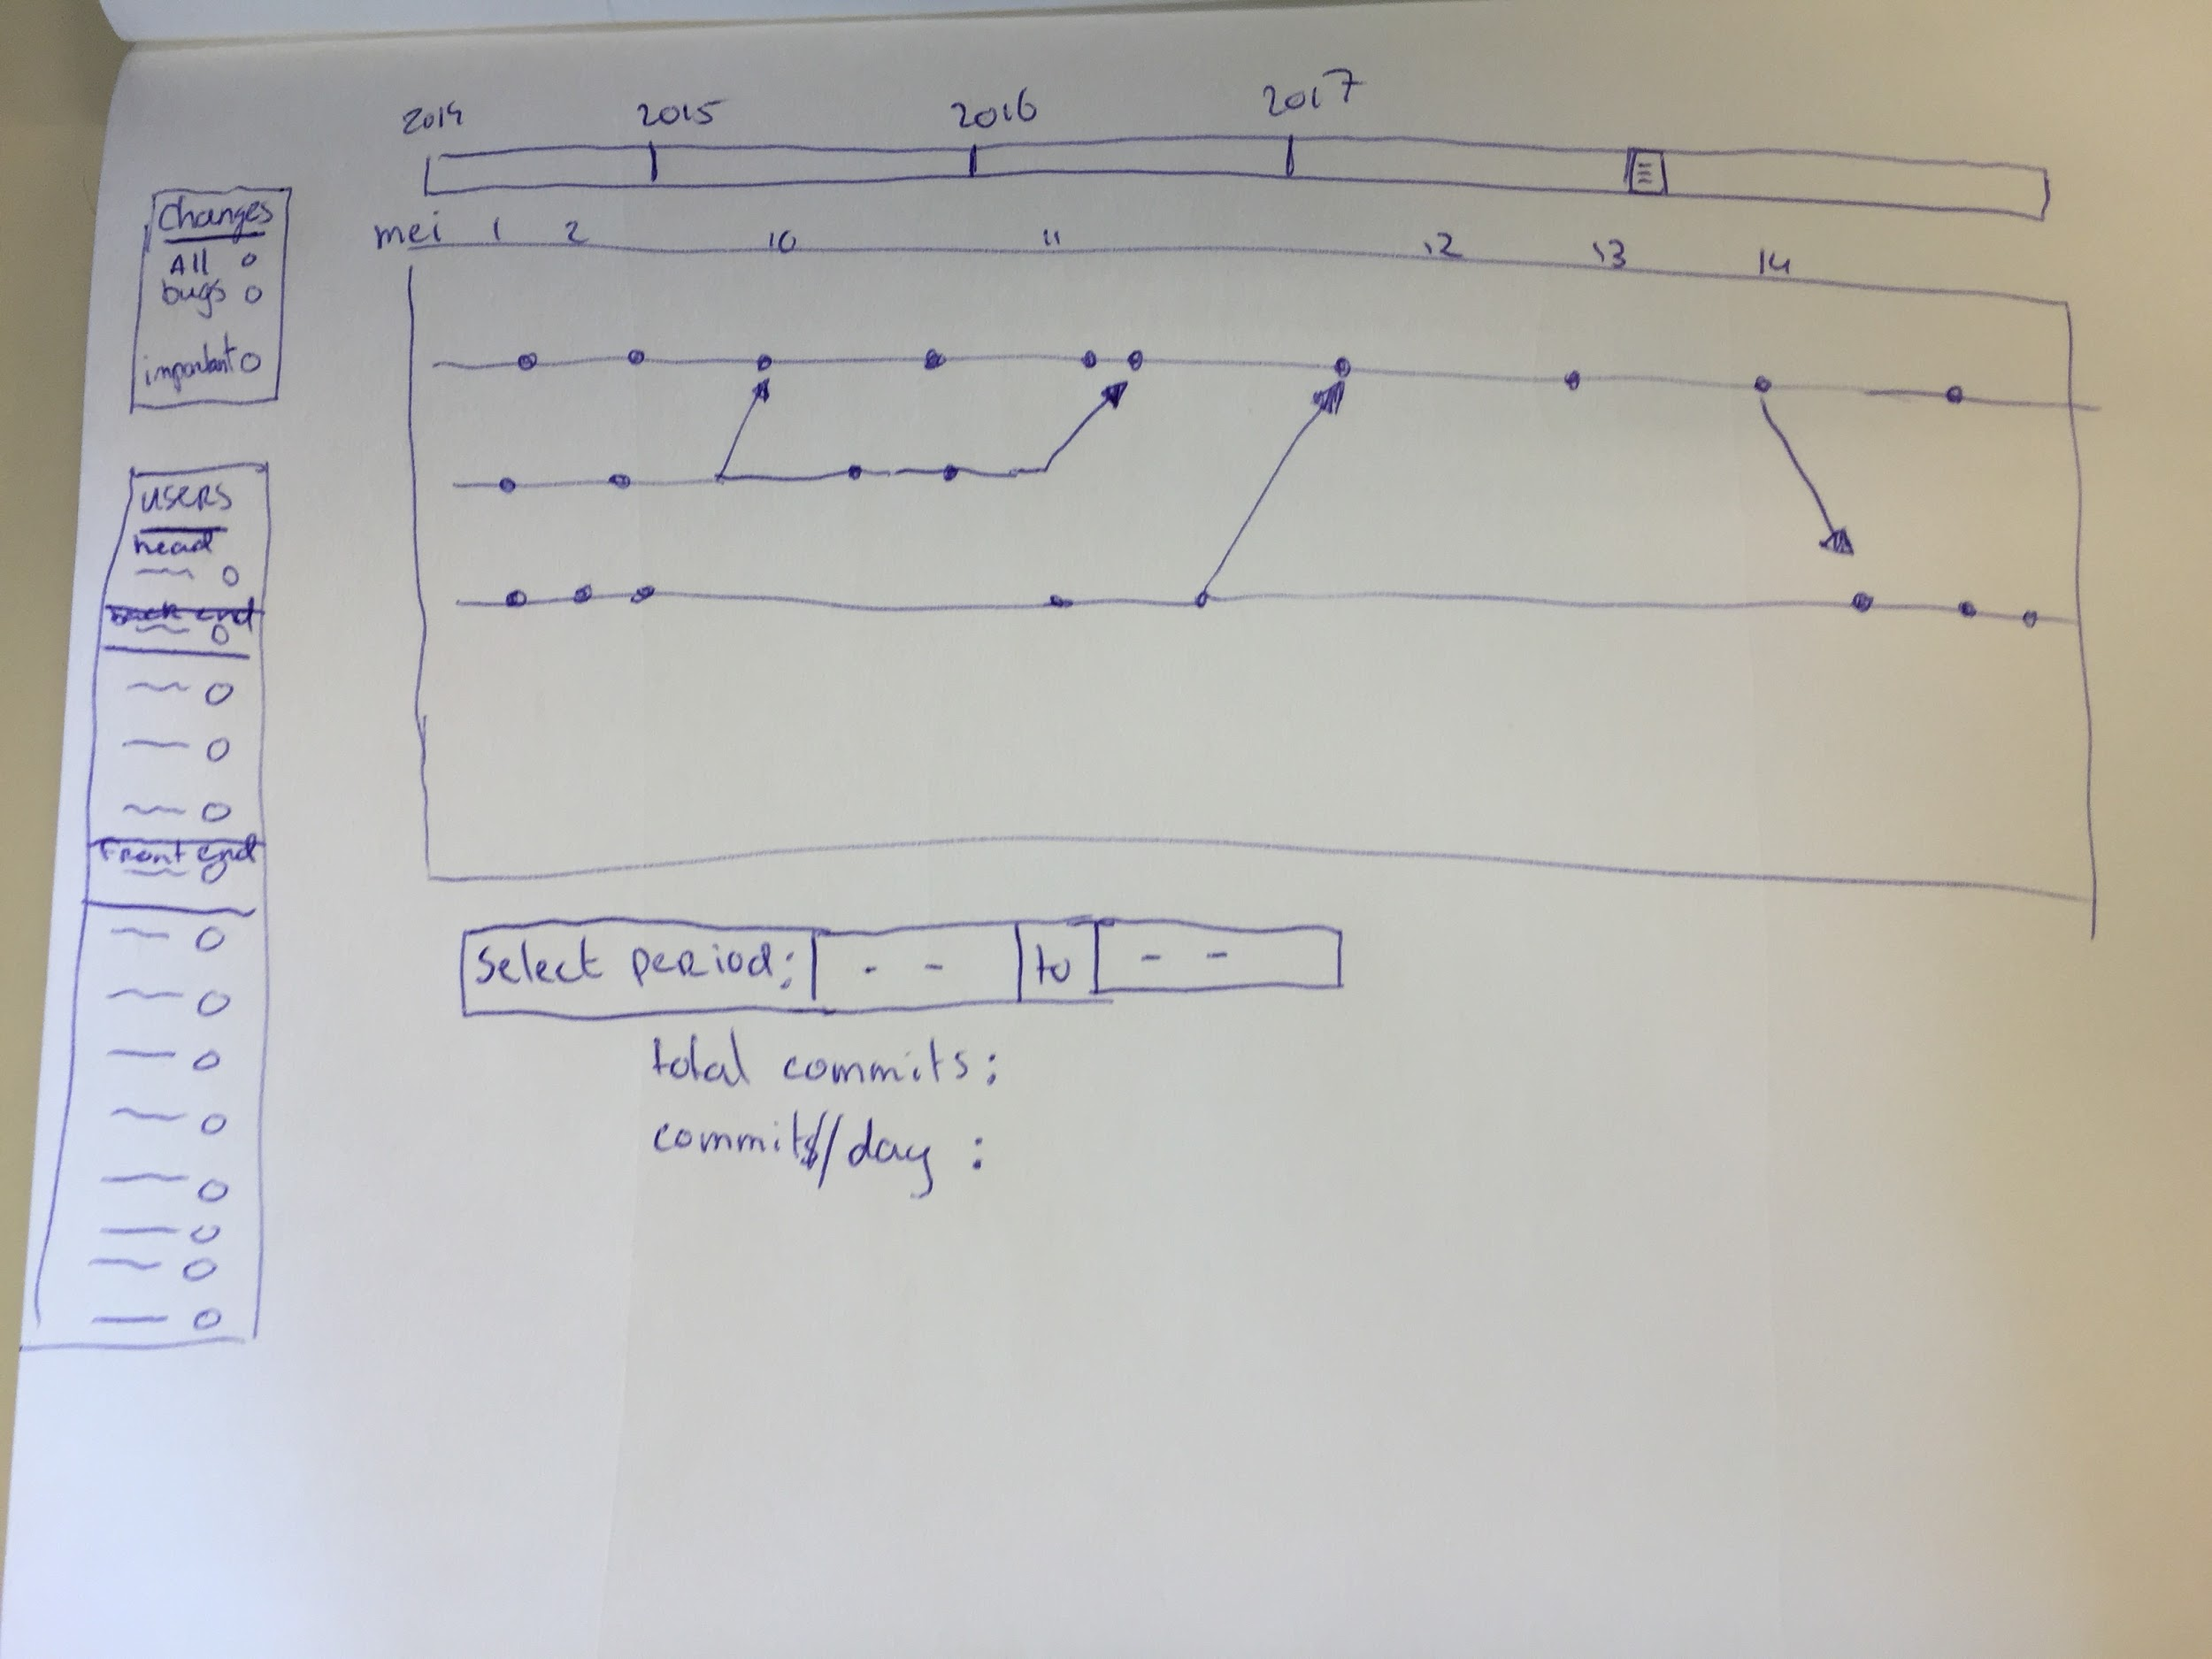 2014 2015 2016 2017
mei 1 2 10 11 12 13 14
Changes
All
bugs
important
users
head
Back end
Front end
Select period: - - to - -
total commits:
commits/day :